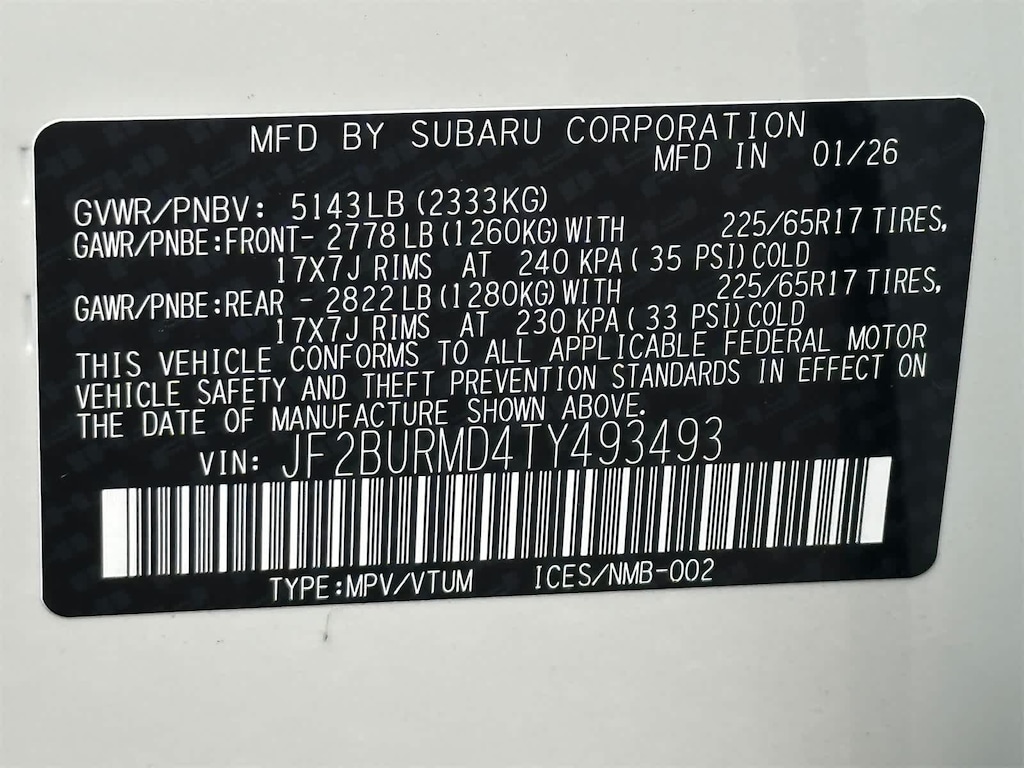 MFD BY SUBARU CORPORATION
MFD IN 01/26
GVWR/PNBV: 5143LB (2333KG)
GAWR/PNBE:FRONT- 2778 LB (1260KG) WITH 225/65R17 TIRES,
17X7J RIMS AT 240 KPA ( 35 PSI) COLD
GAWR/PNBE:REAR - 2822 LB (1280KG) WITH 225/65R17 TIRES,
17X7J RIMS AT 230 KPA ( 33 PSI) COLD
THIS VEHICLE CONFORMS TO ALL APPLICABLE FEDERAL MOTOR
VEHICLE SAFETY AND THEFT PREVENTION STANDARDS IN EFFECT ON
THE DATE OF MANUFACTURE SHOWN ABOVE.
VIN: JF2BURMD4TY493493
TYPE:MPV/VTUM ICES/NMB-002